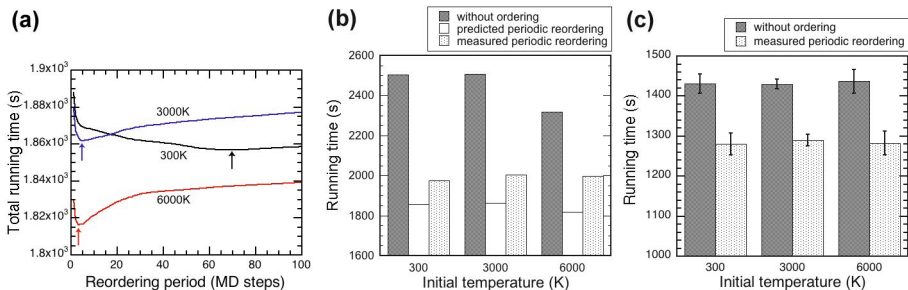 (a)
Total running time (s)
1.9x10³
1.88x10³
1.86x10³
1.84x10³
1.82x10³
1.8x10³
3000K
300K
6000K
0 20 40 60 80 100
Reordering period (MD steps)
(b)
without ordering
predicted periodic reordering
measured periodic reordering
Running time (s)
2600
2400
2200
2000
1800
1600
300 3000 6000
Initial temperature (K)
(c)
without ordering
measured periodic reordering
Running time (s)
1500
1400
1300
1200
1100
1000
300 3000 6000
Initial temperature (K)